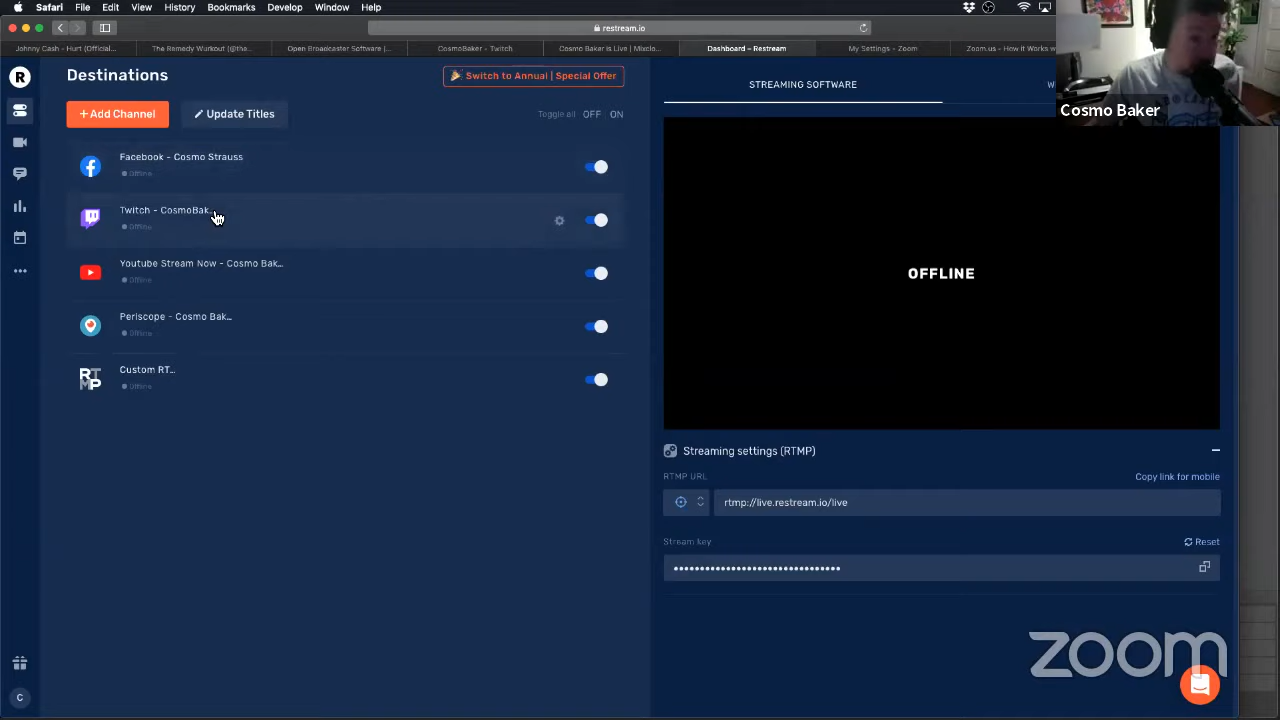 Safari File Edit View History Bookmarks Develop Window Help
restream.io
Johnny Cash - Hurt (Official...
The Remedy Wurkout (@the...
Open Broadcaster Software (...
CosmoBaker - Twitch
Cosmo Baker is Live | Mixclo...
Dashboard – Restream
My Settings - Zoom
Zoom.us - How It Works w
Cosmo Baker
R
Destinations
Switch to Annual | Special Offer
+ Add Channel
Update Titles
Toggle all OFF ON
Facebook - Cosmo Strauss
Offline
Twitch - CosmoBak...
Offline
Youtube Stream Now - Cosmo Bak...
Offline
Periscope - Cosmo Bak...
Offline
RTMP
Custom RT...
Offline
C
STREAMING SOFTWARE
W
OFFLINE
Streaming settings (RTMP)
RTMP URL
Copy link for mobile
rtmp://live.restream.io/live
Stream key
Reset
••••••••••••••••••••••••••••••••
zoom